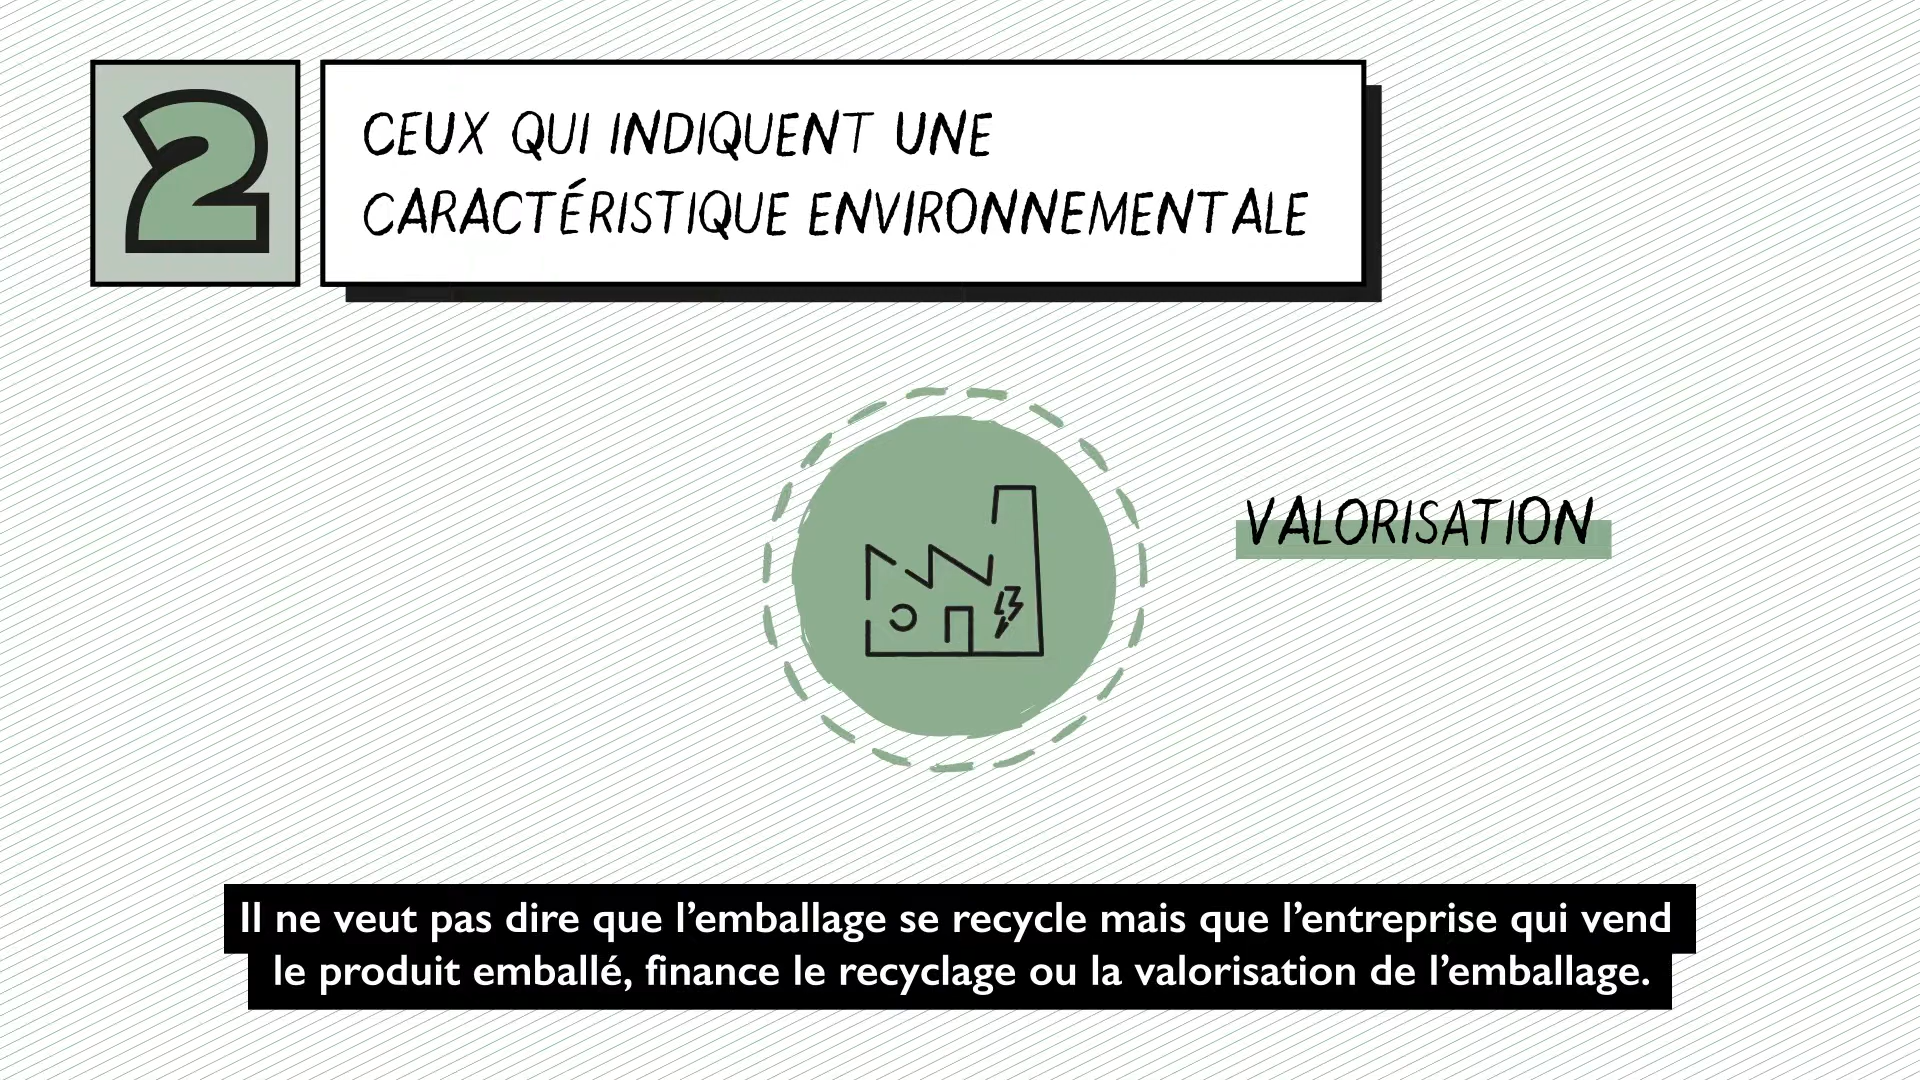 2
CEUX QUI INDIQUENT UNE
CARACTÉRISTIQUE ENVIRONNEMENTALE
VALORISATION
Il ne veut pas dire que l’emballage se recycle mais que l’entreprise qui vend
le produit emballé, finance le recyclage ou la valorisation de l’emballage.